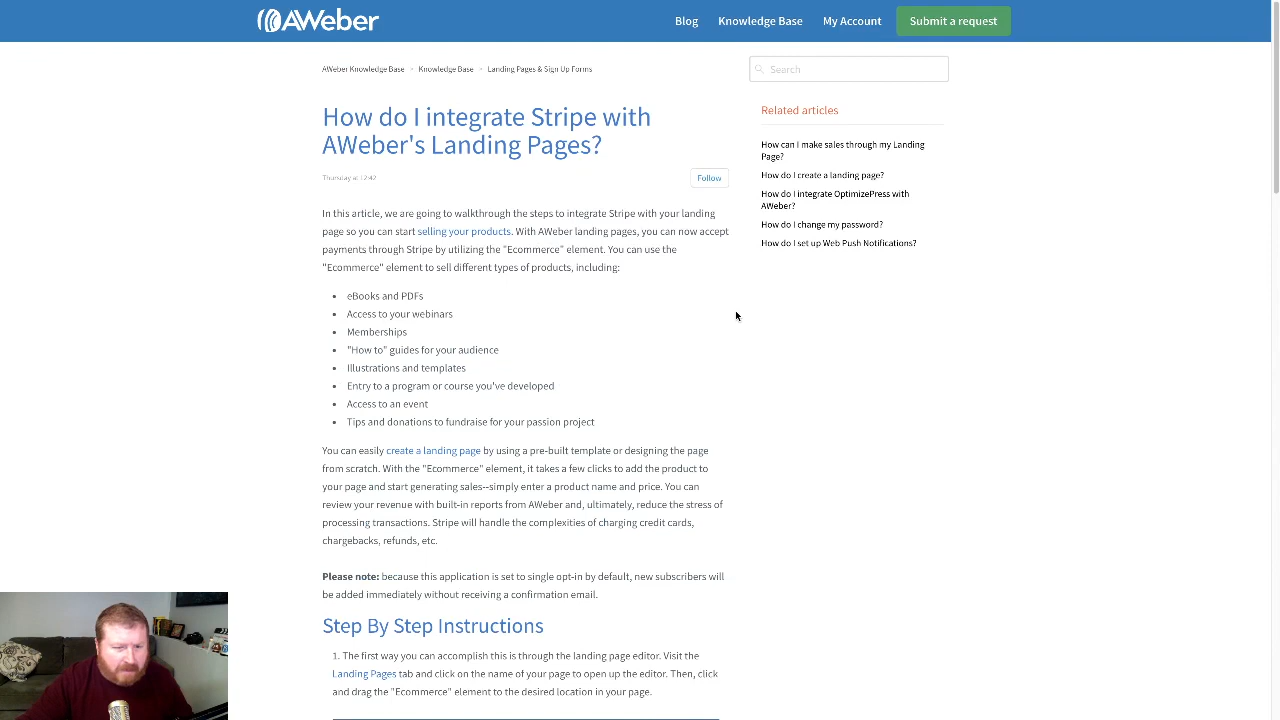 AWeber
Blog
Knowledge Base
My Account
Submit a request
AWeber Knowledge Base > Knowledge Base > Landing Pages & Sign Up Forms
Search
How do I integrate Stripe with
AWeber's Landing Pages?
Thursday at 12:42
Follow
In this article, we are going to walkthrough the steps to integrate Stripe with your landing
page so you can start selling your products. With AWeber landing pages, you can now accept
payments through Stripe by utilizing the "Ecommerce" element. You can use the
"Ecommerce" element to sell different types of products, including:
• eBooks and PDFs
• Access to your webinars
• Memberships
• "How to" guides for your audience
• Illustrations and templates
• Entry to a program or course you've developed
• Access to an event
• Tips and donations to fundraise for your passion project
You can easily create a landing page by using a pre-built template or designing the page
from scratch. With the "Ecommerce" element, it takes a few clicks to add the product to
your page and start generating sales--simply enter a product name and price. You can
review your revenue with built-in reports from AWeber and, ultimately, reduce the stress of
processing transactions. Stripe will handle the complexities of charging credit cards,
chargebacks, refunds, etc.
Please note: because this application is set to single opt-in by default, new subscribers will
be added immediately without receiving a confirmation email.
Step By Step Instructions
1. The first way you can accomplish this is through the landing page editor. Visit the
Landing Pages tab and click on the name of your page to open up the editor. Then, click
and drag the "Ecommerce" element to the desired location in your page.
Related articles
How can I make sales through my Landing
Page?
How do I create a landing page?
How do I integrate OptimizePress with
AWeber?
How do I change my password?
How do I set up Web Push Notifications?